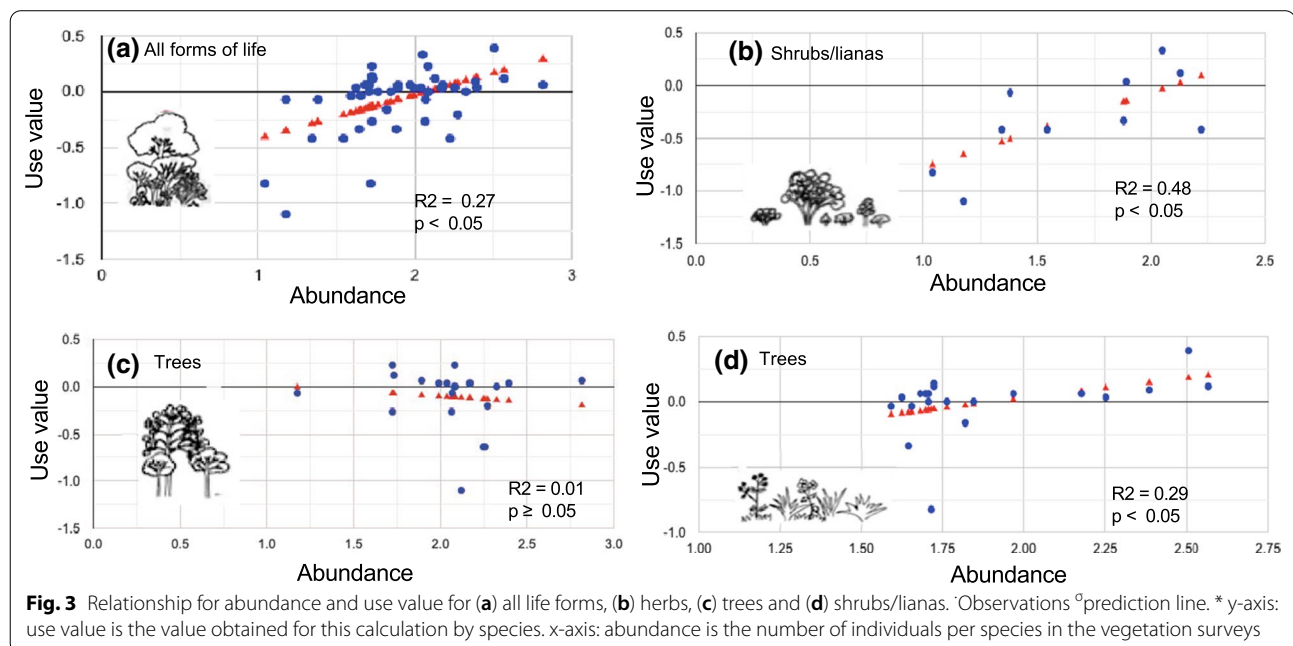 (a) All forms of life
0.5
0.0
-0.5
-1.0
-1.5
Use value
R2 = 0.27
p < 0.05
0 1 2 3
Abundance
(b) Shrubs/lianas
0.5
0.0
-0.5
-1.0
-1.5
Use value
R2 = 0.48
p < 0.05
0.0 0.5 1.0 1.5 2.0 2.5
Abundance
(c) Trees
0.5
0.0
-0.5
-1.0
-1.5
Use value
R2 = 0.01
p ≥ 0.05
0.0 0.5 1.0 1.5 2.0 2.5 3.0
Abundance
(d) Trees
0.5
0.0
-0.5
-1.0
Use value
R2 = 0.29
p < 0.05
1.00 1.25 1.50 1.75 2.00 2.25 2.50 2.75
Abundance
Fig. 3 Relationship for abundance and use value for (a) all life forms, (b) herbs, (c) trees and (d) shrubs/lianas. ·Observations σprediction line. * y-axis:
use value is the value obtained for this calculation by species. x-axis: abundance is the number of individuals per species in the vegetation surveys